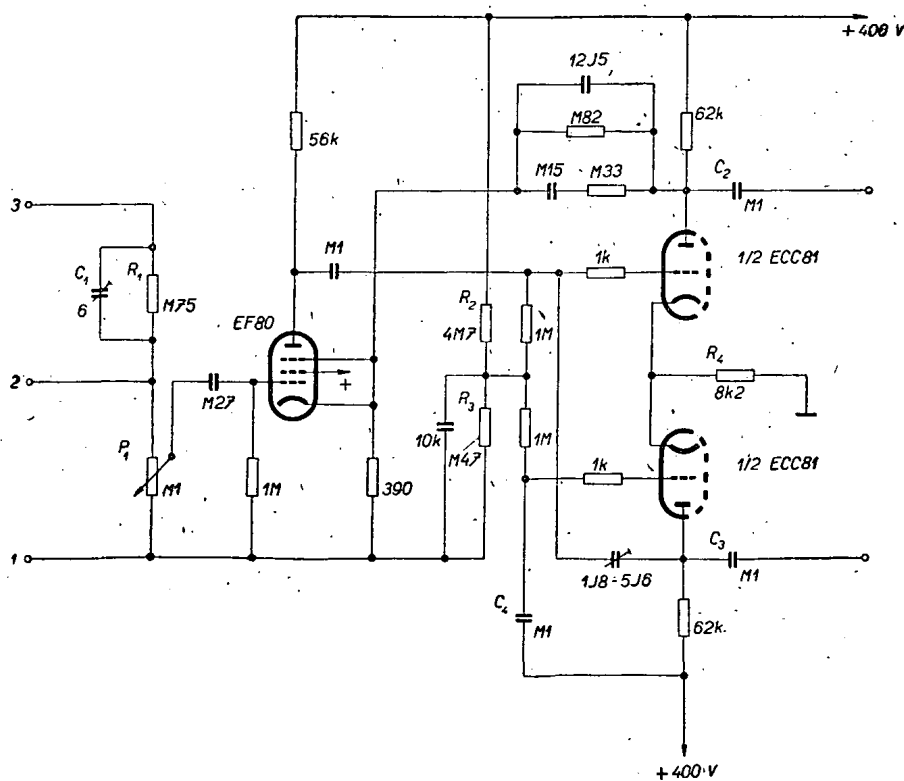 +400 V
12J5
M82
62k
56k
M15
M33
C₂
M1
3
C₁
R₁
6
M75
M1
1k
1/2 ECC81
EF80
R₂
4M7
1M
R₄
8k2
2
M27
+
R₃
10k
M47
1M
1/2 ECC81
P₁
M1
1M
390
1k
1
C₃
M1
1J8-5J6
C₄
M1
62k
+400 V